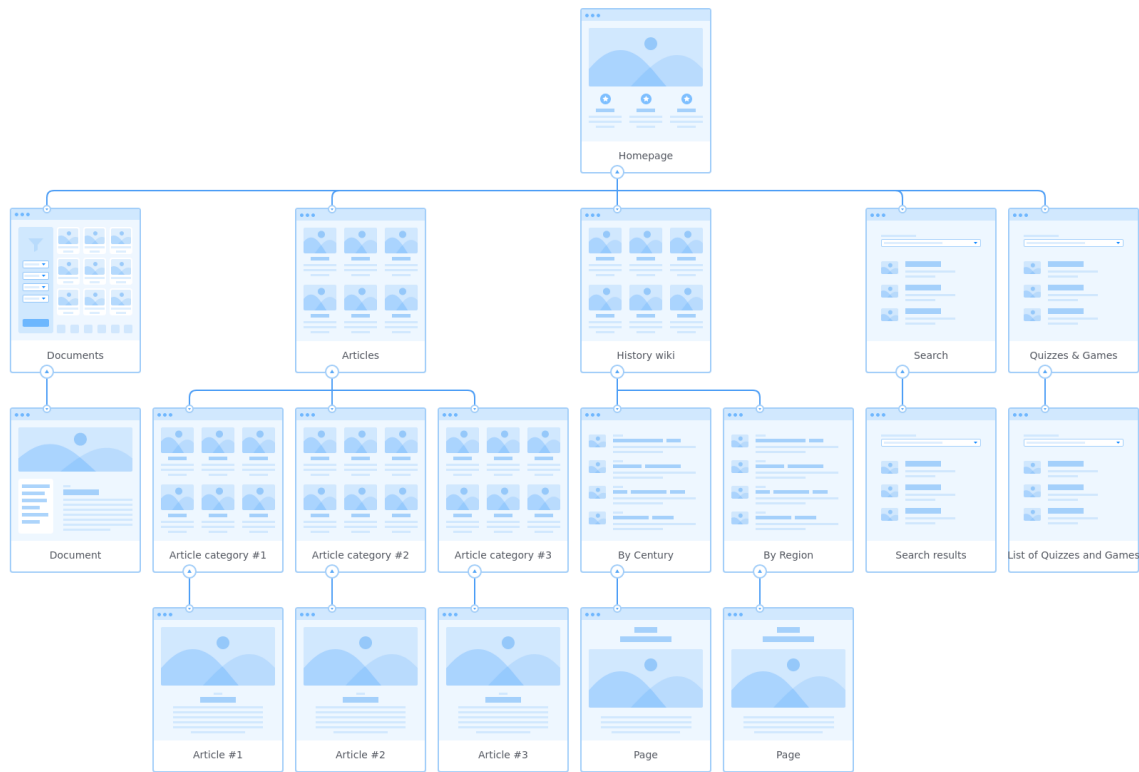 Homepage
Documents
Articles
History wiki
Search
Quizzes & Games
Document
Article category #1
Article category #2
Article category #3
By Century
By Region
Search results
List of Quizzes and Games
Article #1
Article #2
Article #3
Page
Page